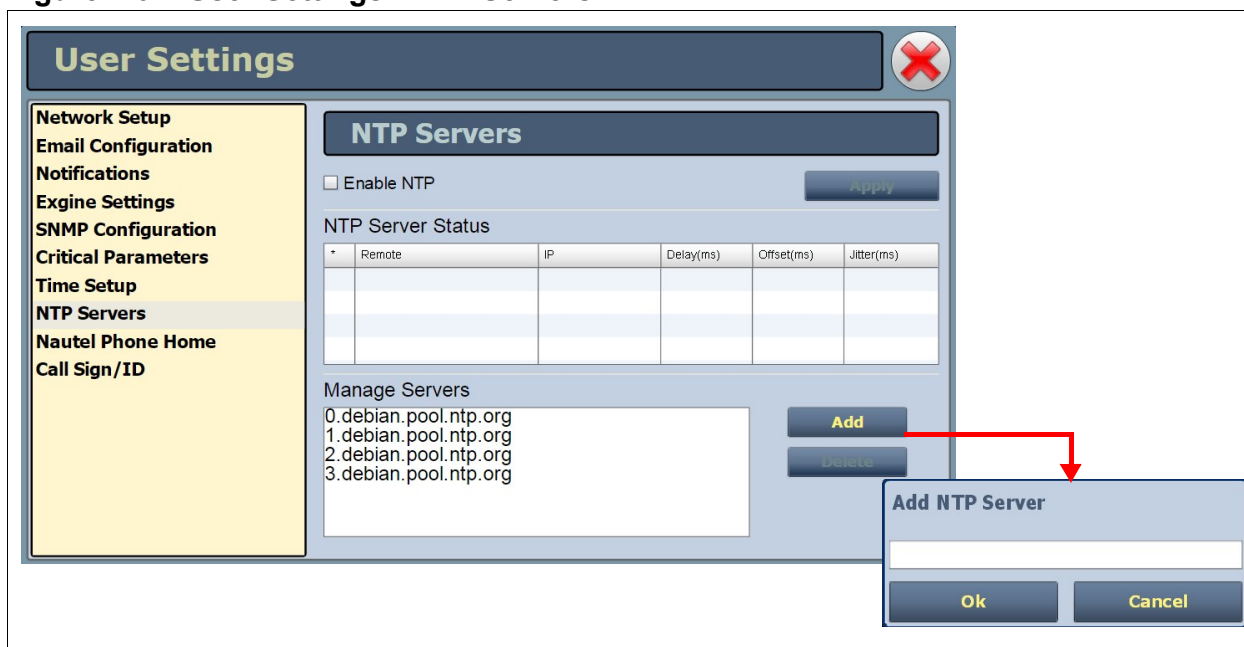 User Settings
Network Setup
Email Configuration
Notifications
Exgine Settings
SNMP Configuration
Critical Parameters
Time Setup
NTP Servers
Nautel Phone Home
Call Sign/ID
NTP Servers
Enable NTP
Apply
NTP Server Status
* Remote IP Delay(ms) Offset(ms) Jitter(ms)
Manage Servers
0.debian.pool.ntp.org
1.debian.pool.ntp.org
2.debian.pool.ntp.org
3.debian.pool.ntp.org
Add
Delete
Add NTP Server
Ok Cancel